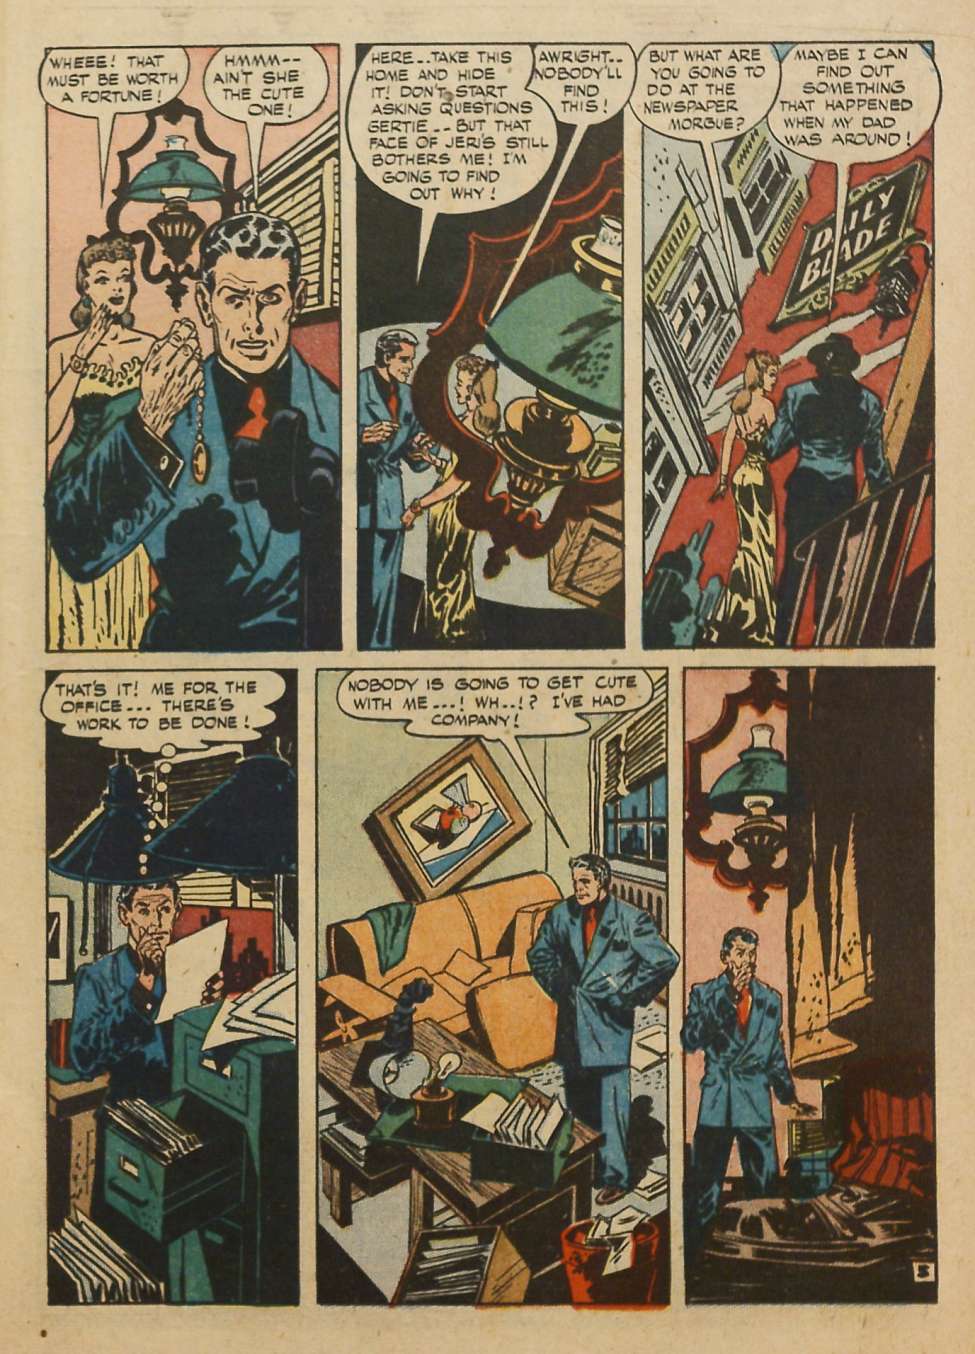 WHEEE! THAT
MUST BE WORTH
A FORTUNE!
HMMM--
AIN'T SHE
THE CUTE
ONE!
HERE..TAKE THIS
HOME AND HIDE
IT! DON'T START
ASKING QUESTIONS
GERTIE.. BUT THAT
FACE OF JERI'S STILL
BOTHERS ME! I'M
GOING TO FIND
OUT WHY!
AWRIGHT..
NOBODY'LL
FIND
THIS!
BUT WHAT ARE
YOU GOING TO
DO AT THE
NEWSPAPER
MORGUE?
MAYBE I CAN
FIND OUT
SOMETHING
THAT HAPPENED
WHEN MY DAD
WAS AROUND!
DAILY
BLADE
THAT'S IT! ME FOR THE
OFFICE... THERE'S
WORK TO BE DONE!
NOBODY IS GOING TO GET CUTE
WITH ME...! WH..!? I'VE HAD
COMPANY!
3